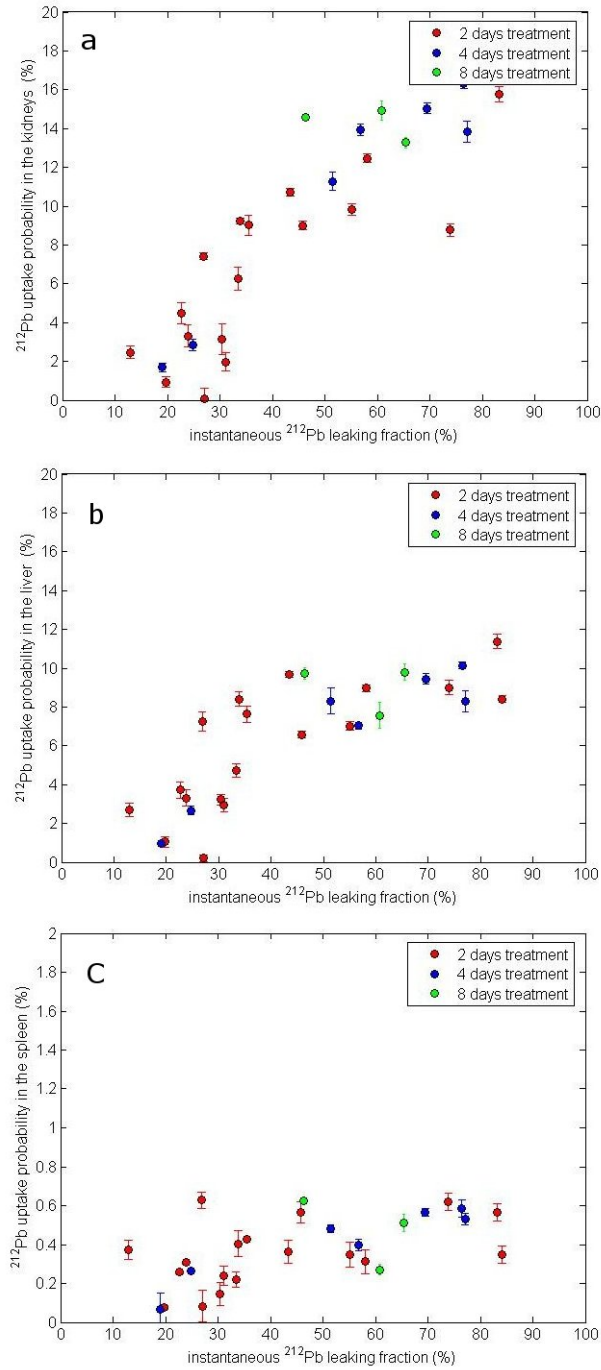 a
20
18
16
14
12
10
8
6
4
2
0
²¹²Pb uptake probability in the kidneys (%)
2 days treatment
4 days treatment
8 days treatment
0 10 20 30 40 50 60 70 80 90 100
instantaneous ²¹²Pb leaking fraction (%)
b
20
18
16
14
12
10
8
6
4
2
0
²¹²Pb uptake probability in the liver (%)
2 days treatment
4 days treatment
8 days treatment
0 10 20 30 40 50 60 70 80 90 100
instantaneous ²¹²Pb leaking fraction (%)
C
2
1.8
1.6
1.4
1.2
1
0.8
0.6
0.4
0.2
0
²¹²Pb uptake probability in the spleen (%)
2 days treatment
4 days treatment
8 days treatment
0 10 20 30 40 50 60 70 80 90 100
instantaneous ²¹²Pb leaking fraction (%)